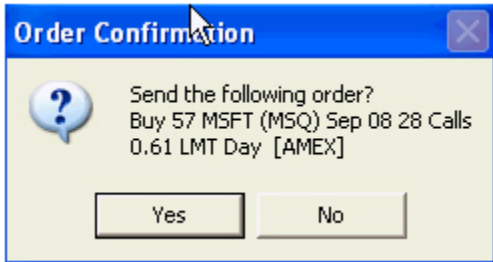 Order Confirmation
Send the following order?
Buy 57 MSFT (MSQ) Sep 08 28 Calls
0.61 LMT Day [AMEX]
Yes No